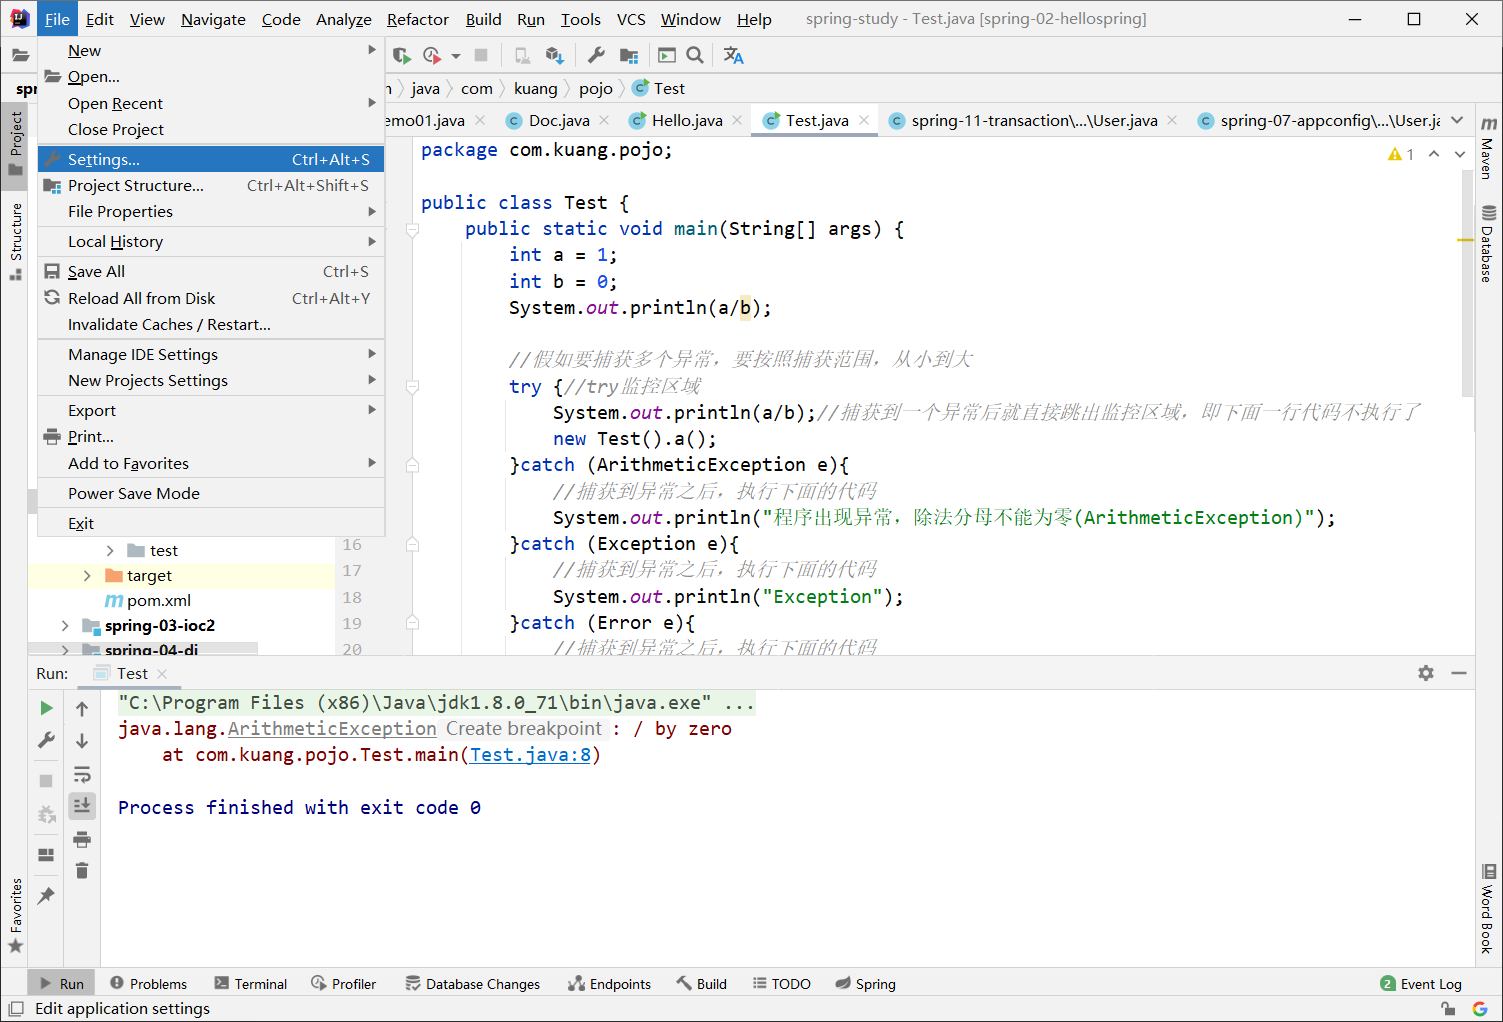 File Edit View Navigate Code Analyze Refactor Build Run Tools VCS Window Help spring-study - Test.java [spring-02-hellospring]
New
Open...
Open Recent
Close Project
Settings... Ctrl+Alt+S
Project Structure... Ctrl+Alt+Shift+S
File Properties
Local History
Save All Ctrl+S
Reload All from Disk Ctrl+Alt+Y
Invalidate Caches / Restart...
Manage IDE Settings
New Projects Settings
Export
Print...
Add to Favorites
Power Save Mode
Exit
java com kuang pojo Test
emo01.java Doc.java Hello.java Test.java spring-11-transaction\...\User.java spring-07-appconfig\...\User.ja
Project
Structure
Favorites
Maven
Database
Word Book
1
package com.kuang.pojo;
public class Test {
public static void main(String[] args) {
int a = 1;
int b = 0;
System.out.println(a/b);
//假如要捕获多个异常，要按照捕获范围，从小到大
try {//try监控区域
System.out.println(a/b);//捕获到一个异常后就直接跳出监控区域，即下面一行代码不执行了
new Test().a();
}catch (ArithmeticException e){
//捕获到异常之后，执行下面的代码
System.out.println("程序出现异常，除法分母不能为零(ArithmeticException)");
16 }catch (Exception e){
17 //捕获到异常之后，执行下面的代码
18 System.out.println("Exception");
19 }catch (Error e){
20 //捕获到异常之后，执行下面的代码
test
target
pom.xml
spring-03-ioc2
spring-04-di
Run: Test
"C:\Program Files (x86)\Java\jdk1.8.0_71\bin\java.exe" ...
java.lang.ArithmeticException Create breakpoint : / by zero
at com.kuang.pojo.Test.main(Test.java:8)
Process finished with exit code 0
Run Problems Terminal Profiler Database Changes Endpoints Build TODO Spring 2 Event Log
Edit application settings